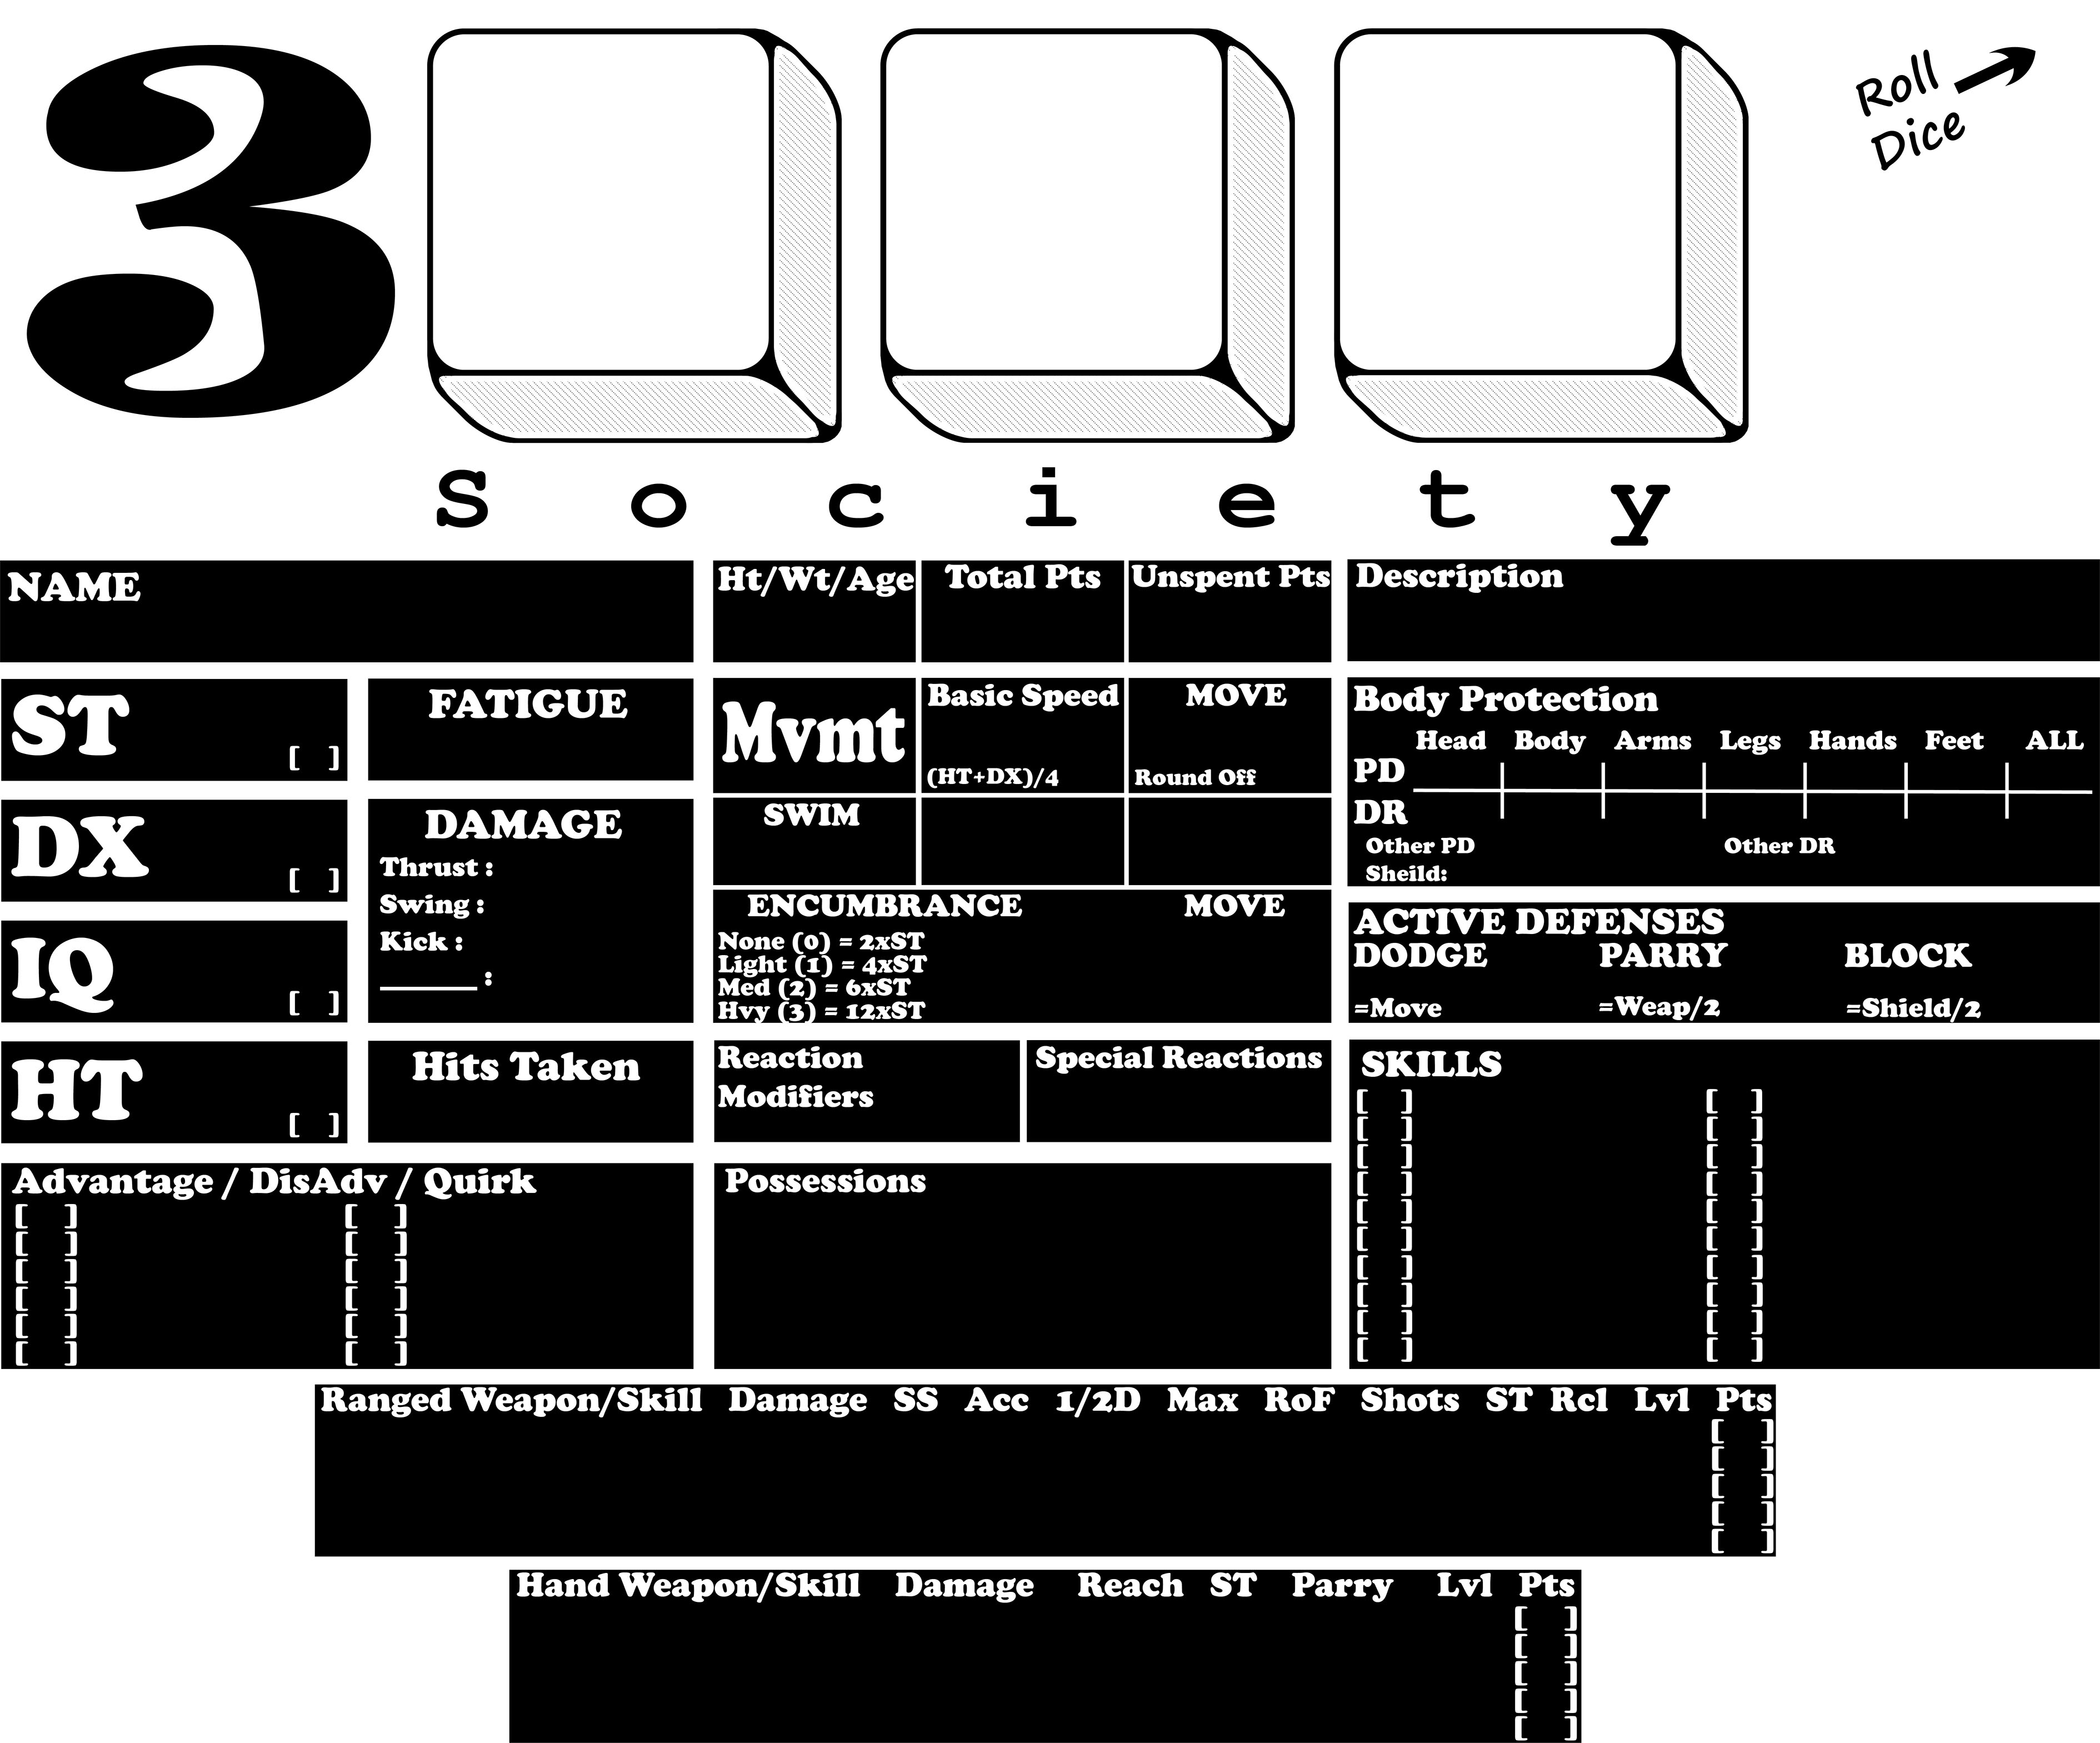 3
Roll
Dice
Society
NAME
Ht/Wt/Age
Total Pts
Unspent Pts
Description
ST
[ ]
FATIGUE
Mvmt
Basic Speed
(HT+DX)/4
MOVE
Round Off
Body Protection
Head Body Arms Legs Hands Feet ALL
PD
DR
Other PD Other DR
Sheild:
DX
[ ]
DAMAGE
Thrust :
Swing :
Kick :
______ :
SWIM
IQ
[ ]
ENCUMBRANCE MOVE
None (0) = 2xST
Light (1) = 4xST
Med (2) = 6xST
Hvy (3) = 12xST
ACTIVE DEFENSES
DODGE PARRY BLOCK
=Move =Weap/2 =Shield/2
HT
[ ]
Hits Taken
Reaction
Modifiers
Special Reactions
SKILLS
[ ] [ ]
[ ] [ ]
[ ] [ ]
[ ] [ ]
[ ] [ ]
[ ] [ ]
[ ] [ ]
[ ] [ ]
[ ] [ ]
[ ] [ ]
Advantage / DisAdv / Quirk
[ ] [ ]
[ ] [ ]
[ ] [ ]
[ ] [ ]
[ ] [ ]
[ ] [ ]
Possessions
Ranged Weapon/Skill Damage SS Acc 1/2D Max RoF Shots ST Rcl Lvl Pts
[ ]
[ ]
[ ]
[ ]
[ ]
Hand Weapon/Skill Damage Reach ST Parry Lvl Pts
[ ]
[ ]
[ ]
[ ]
[ ]